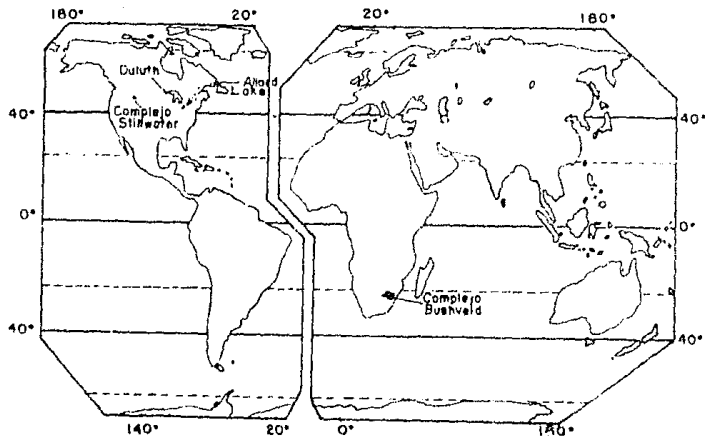 180° 20° 20° 180°
Duluth
Allard
Lake
40° 40°
Complejo
Stillwater
0° 0°
Complejo
Bushveld
40° 40°
140° 20° 0° 140°